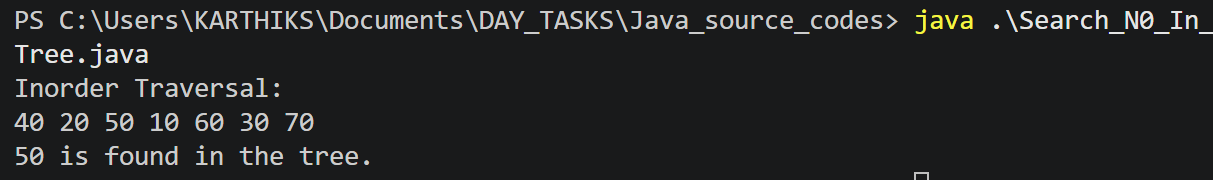 PS C:\Users\KARTHIKS\Documents\DAY_TASKS\Java_source_codes> java .\Search_N0_In_
Tree.java
Inorder Traversal:
40 20 50 10 60 30 70
50 is found in the tree.